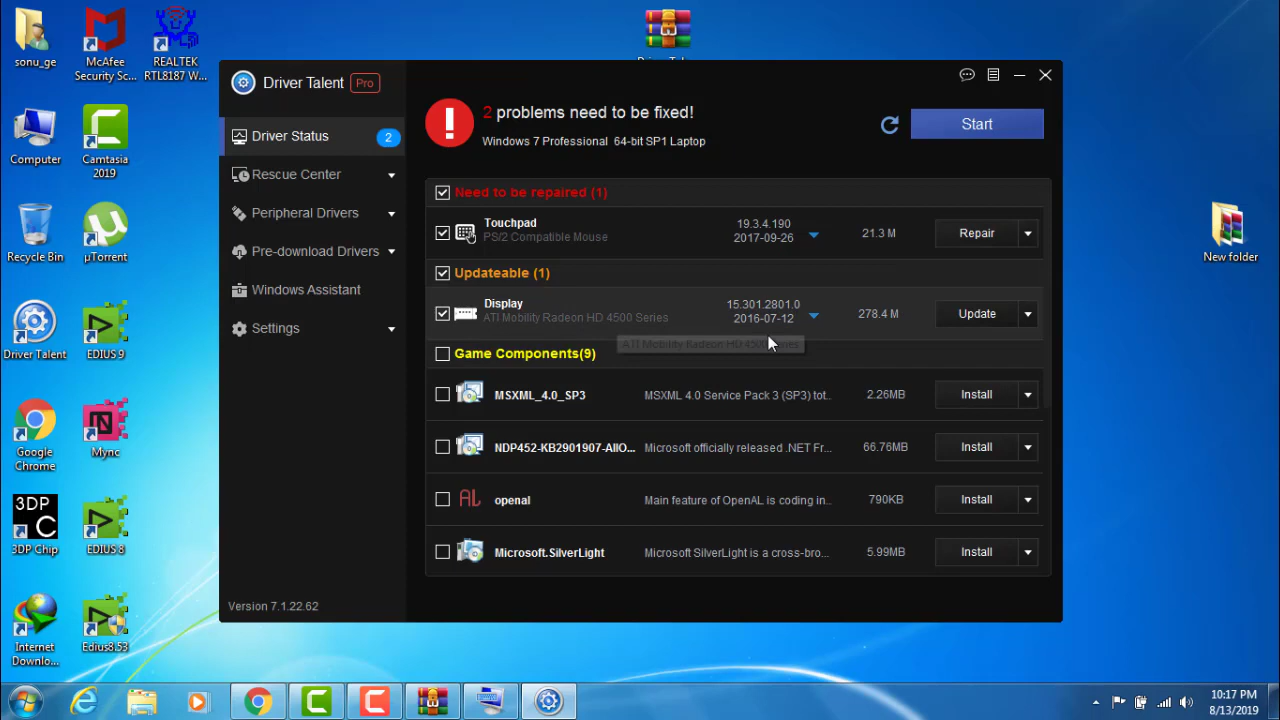 sonu_ge
McAfee
Security Sc...
REALTEK
RTL8187 W...
Computer
Camtasia
2019
Recycle Bin
µTorrent
Driver Talent
EDIUS 9
Google
Chrome
Mync
3DP
C
3DP Chip
EDIUS 8
Internet
Downlo...
Edius8.53
New folder
Driver Talent Pro
Driver Status 2
Rescue Center
Peripheral Drivers
Pre-download Drivers
Windows Assistant
Settings
Version 7.1.22.62
2 problems need to be fixed!
Windows 7 Professional 64-bit SP1 Laptop
Start
Need to be repaired (1)
Touchpad
PS/2 Compatible Mouse
19.3.4.190
2017-09-26
21.3 M
Repair
Updateable (1)
Display
ATI Mobility Radeon HD 4500 Series
15.301.2801.0
2016-07-12
278.4 M
Update
ATI Mobility Radeon HD 4500 Series
Game Components(9)
MSXML_4.0_SP3 MSXML 4.0 Service Pack 3 (SP3) tot.. 2.26MB Install
NDP452-KB2901907-AllO... Microsoft officially released .NET Fr... 66.76MB Install
AL openal Main feature of OpenAL is coding in... 790KB Install
Microsoft.SilverLight Microsoft SilverLight is a cross-bro... 5.99MB Install
10:17 PM
8/13/2019